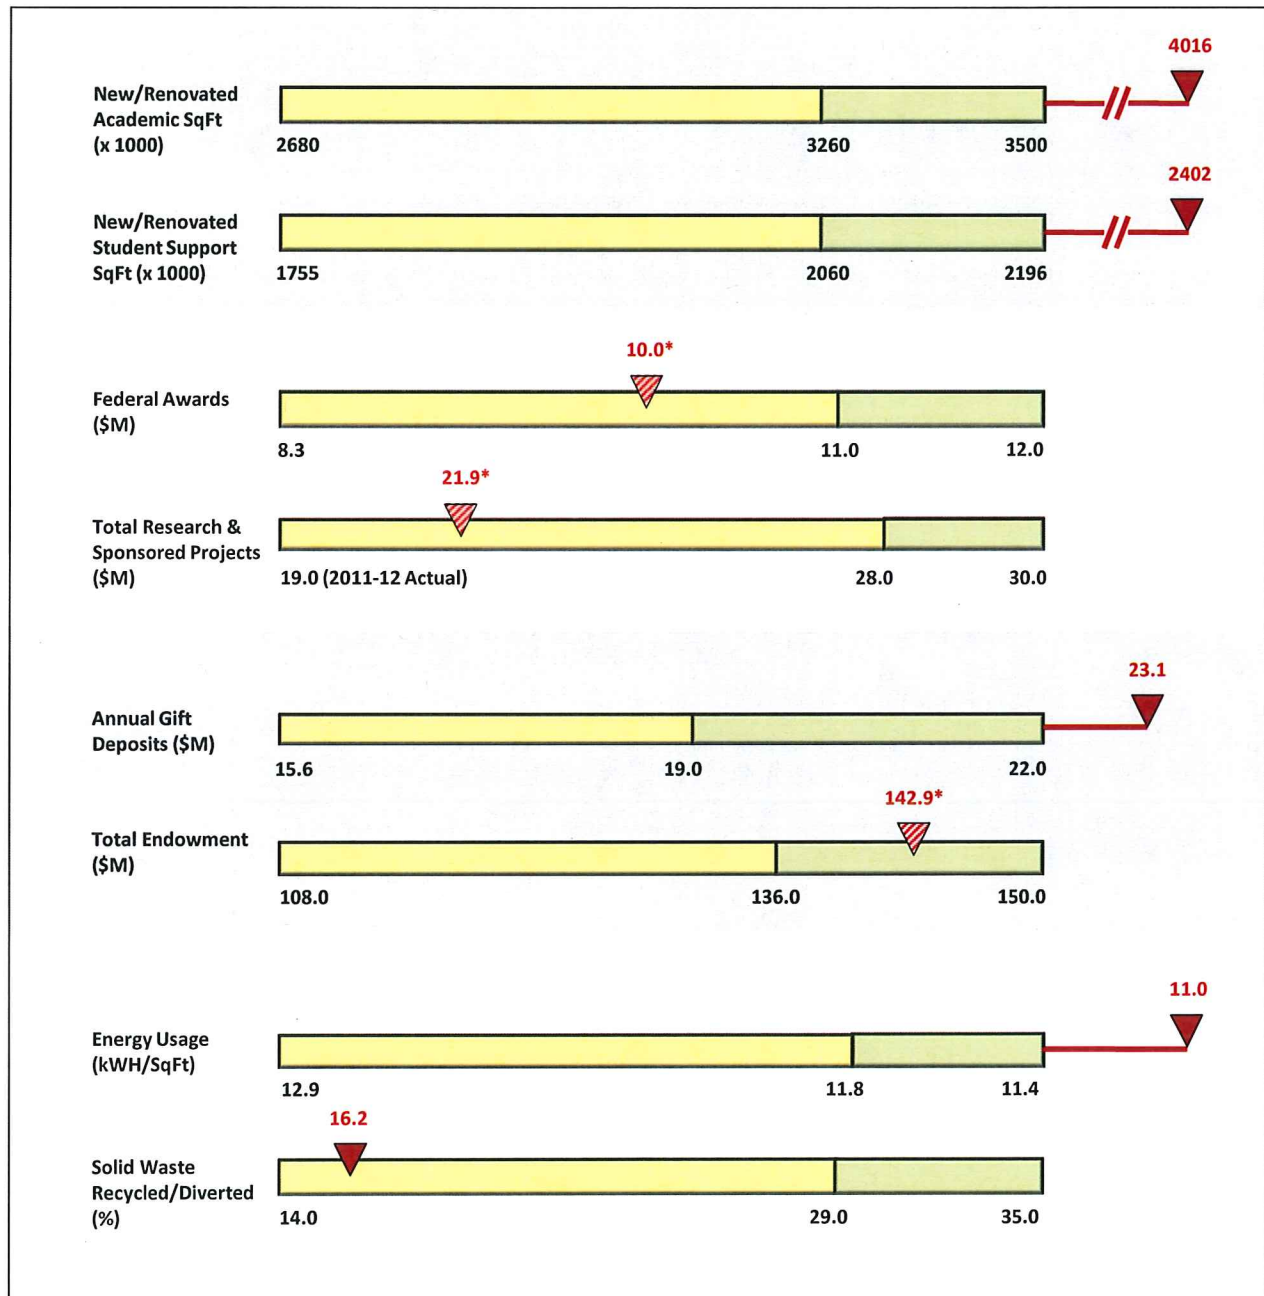 4016
New/Renovated
Academic SqFt
(x 1000)
2680 3260 3500
2402
New/Renovated
Student Support
SqFt (x 1000)
1755 2060 2196
10.0*
Federal Awards
($M)
8.3 11.0 12.0
21.9*
Total Research &
Sponsored Projects
($M)
19.0 (2011-12 Actual) 28.0 30.0
23.1
Annual Gift
Deposits ($M)
15.6 19.0 22.0
142.9*
Total Endowment
($M)
108.0 136.0 150.0
11.0
Energy Usage
(kWH/SqFt)
12.9 11.8 11.4
16.2
Solid Waste
Recycled/Diverted
(%)
14.0 29.0 35.0